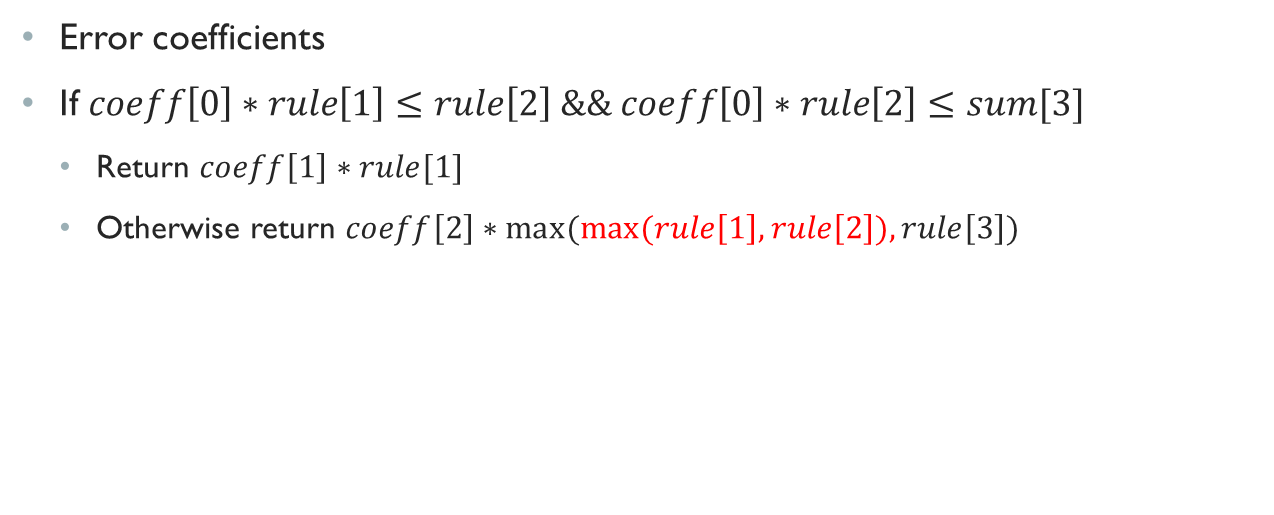 • Error coefficients
• If coeff[0] ∗ rule[1] ≤ rule[2] && coeff[0] ∗ rule[2] ≤ sum[3]
• Return coeff[1] ∗ rule[1]
• Otherwise return coeff[2] ∗ max(max(rule[1], rule[2]), rule[3])